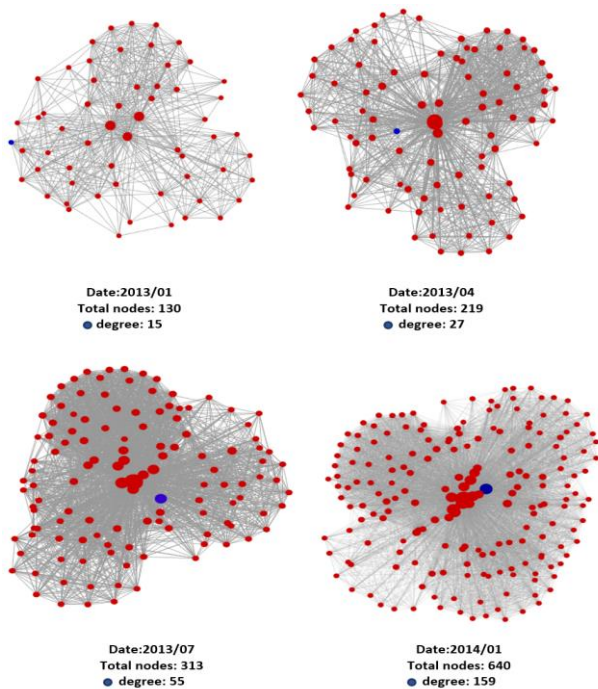 Date:2013/01
Total nodes: 130
degree: 15
Date:2013/04
Total nodes: 219
degree: 27
Date:2013/07
Total nodes: 313
degree: 55
Date:2014/01
Total nodes: 640
degree: 159